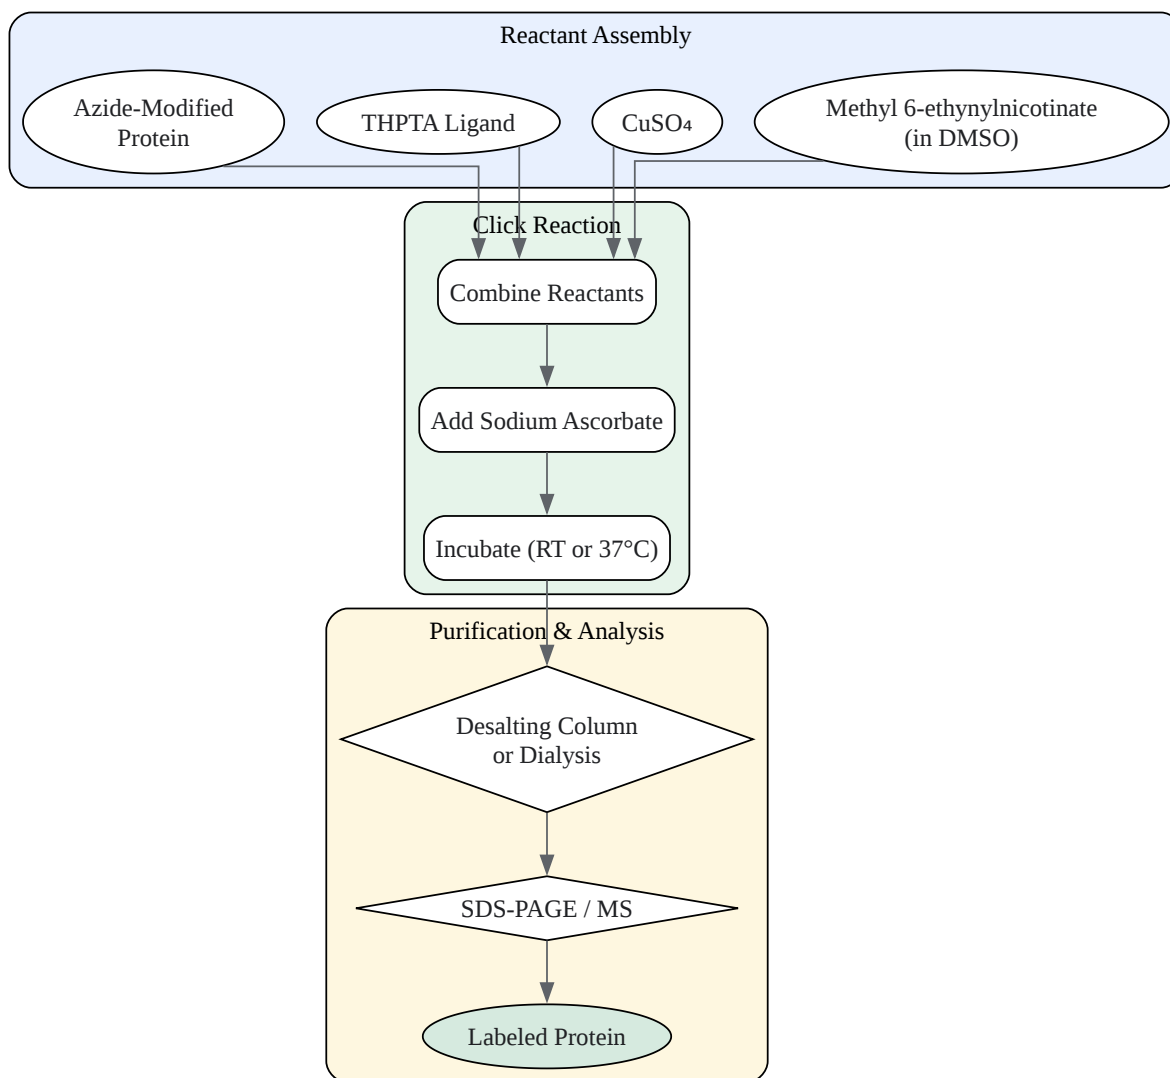 Reactant Assembly
Azide-Modified
Protein
THPTA Ligand
CuSO₄
Methyl 6-ethynylnicotinate
(in DMSO)
Click Reaction
Combine Reactants
Add Sodium Ascorbate
Incubate (RT or 37°C)
Purification & Analysis
Desalting Column
or Dialysis
SDS-PAGE / MS
Labeled Protein